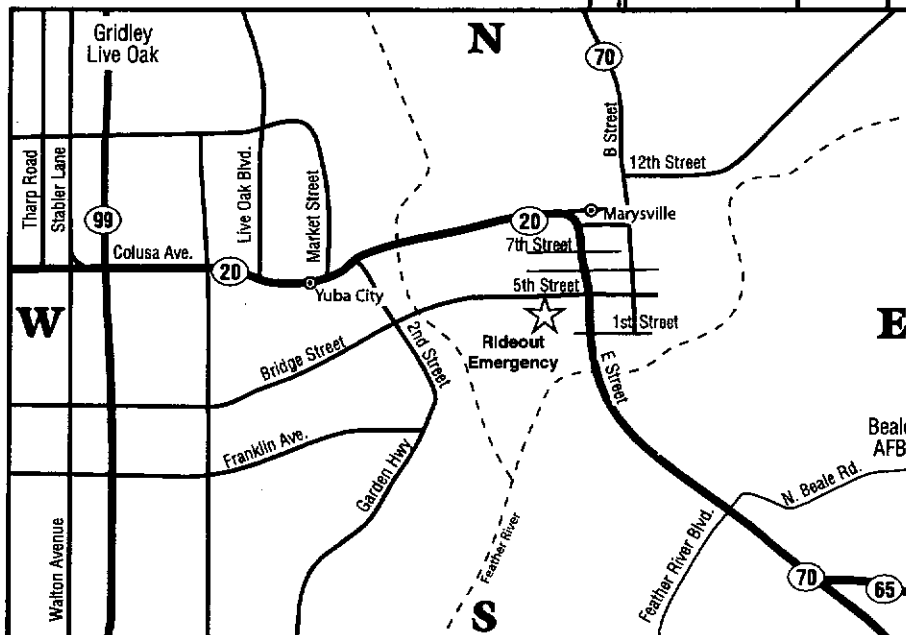 Gridley
Live Oak
N
70
B Street
12th Street
Tharp Road
Stabler Lane
99
Live Oak Blvd.
Market Street
Colusa Ave.
20
20
Marysville
7th Street
Yuba City
5th Street
W
1st Street
E
Rideout
Emergency
Bridge Street
2nd Street
E Street
Beale
AFB
Franklin Ave.
Garden Hwy
N. Beale Rd.
Walton Avenue
Feather River
Feather River Blvd.
70
65
S